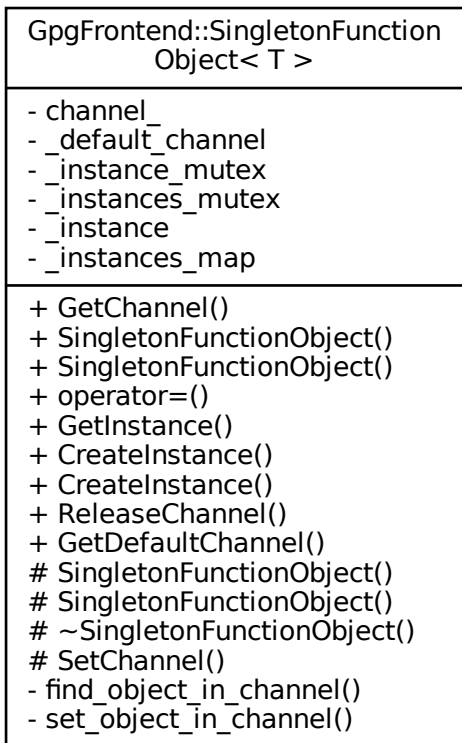 GpgFrontend::SingletonFunction
Object< T >
- channel_
- _default_channel
- _instance_mutex
- _instances_mutex
- _instance
- _instances_map
+ GetChannel()
+ SingletonFunctionObject()
+ SingletonFunctionObject()
+ operator=()
+ GetInstance()
+ CreateInstance()
+ CreateInstance()
+ ReleaseChannel()
+ GetDefaultChannel()
# SingletonFunctionObject()
# SingletonFunctionObject()
# ~SingletonFunctionObject()
# SetChannel()
- find_object_in_channel()
- set_object_in_channel()